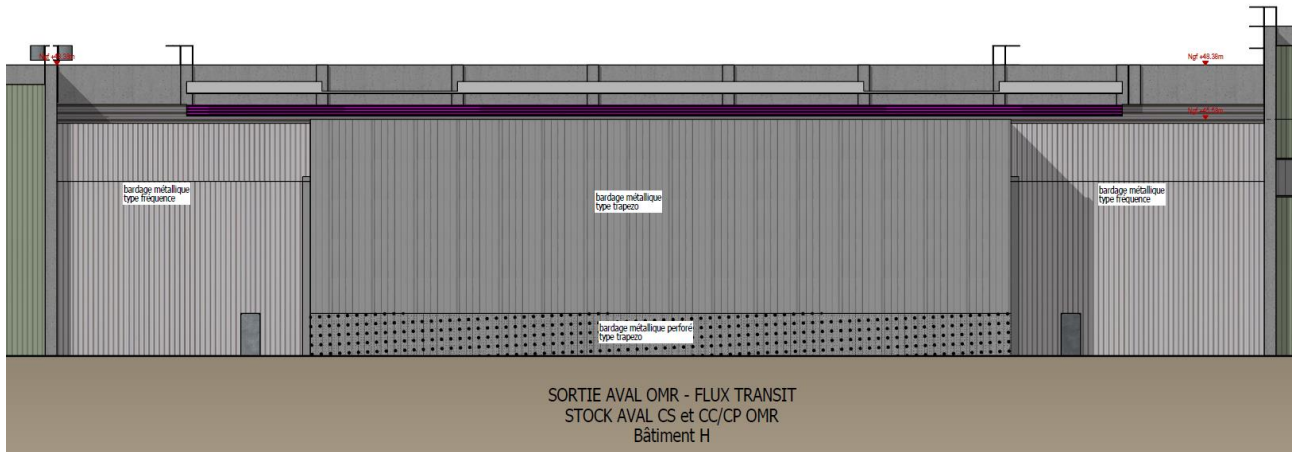 Ngf +48.38m
bardage métallique
type fréquence
bardage métallique
type trapezo
bardage métallique
type fréquence
bardage métallique perforé
type trapezo
SORTIE AVAL OMR - FLUX TRANSIT
STOCK AVAL CS et CC/CP OMR
Bâtiment H